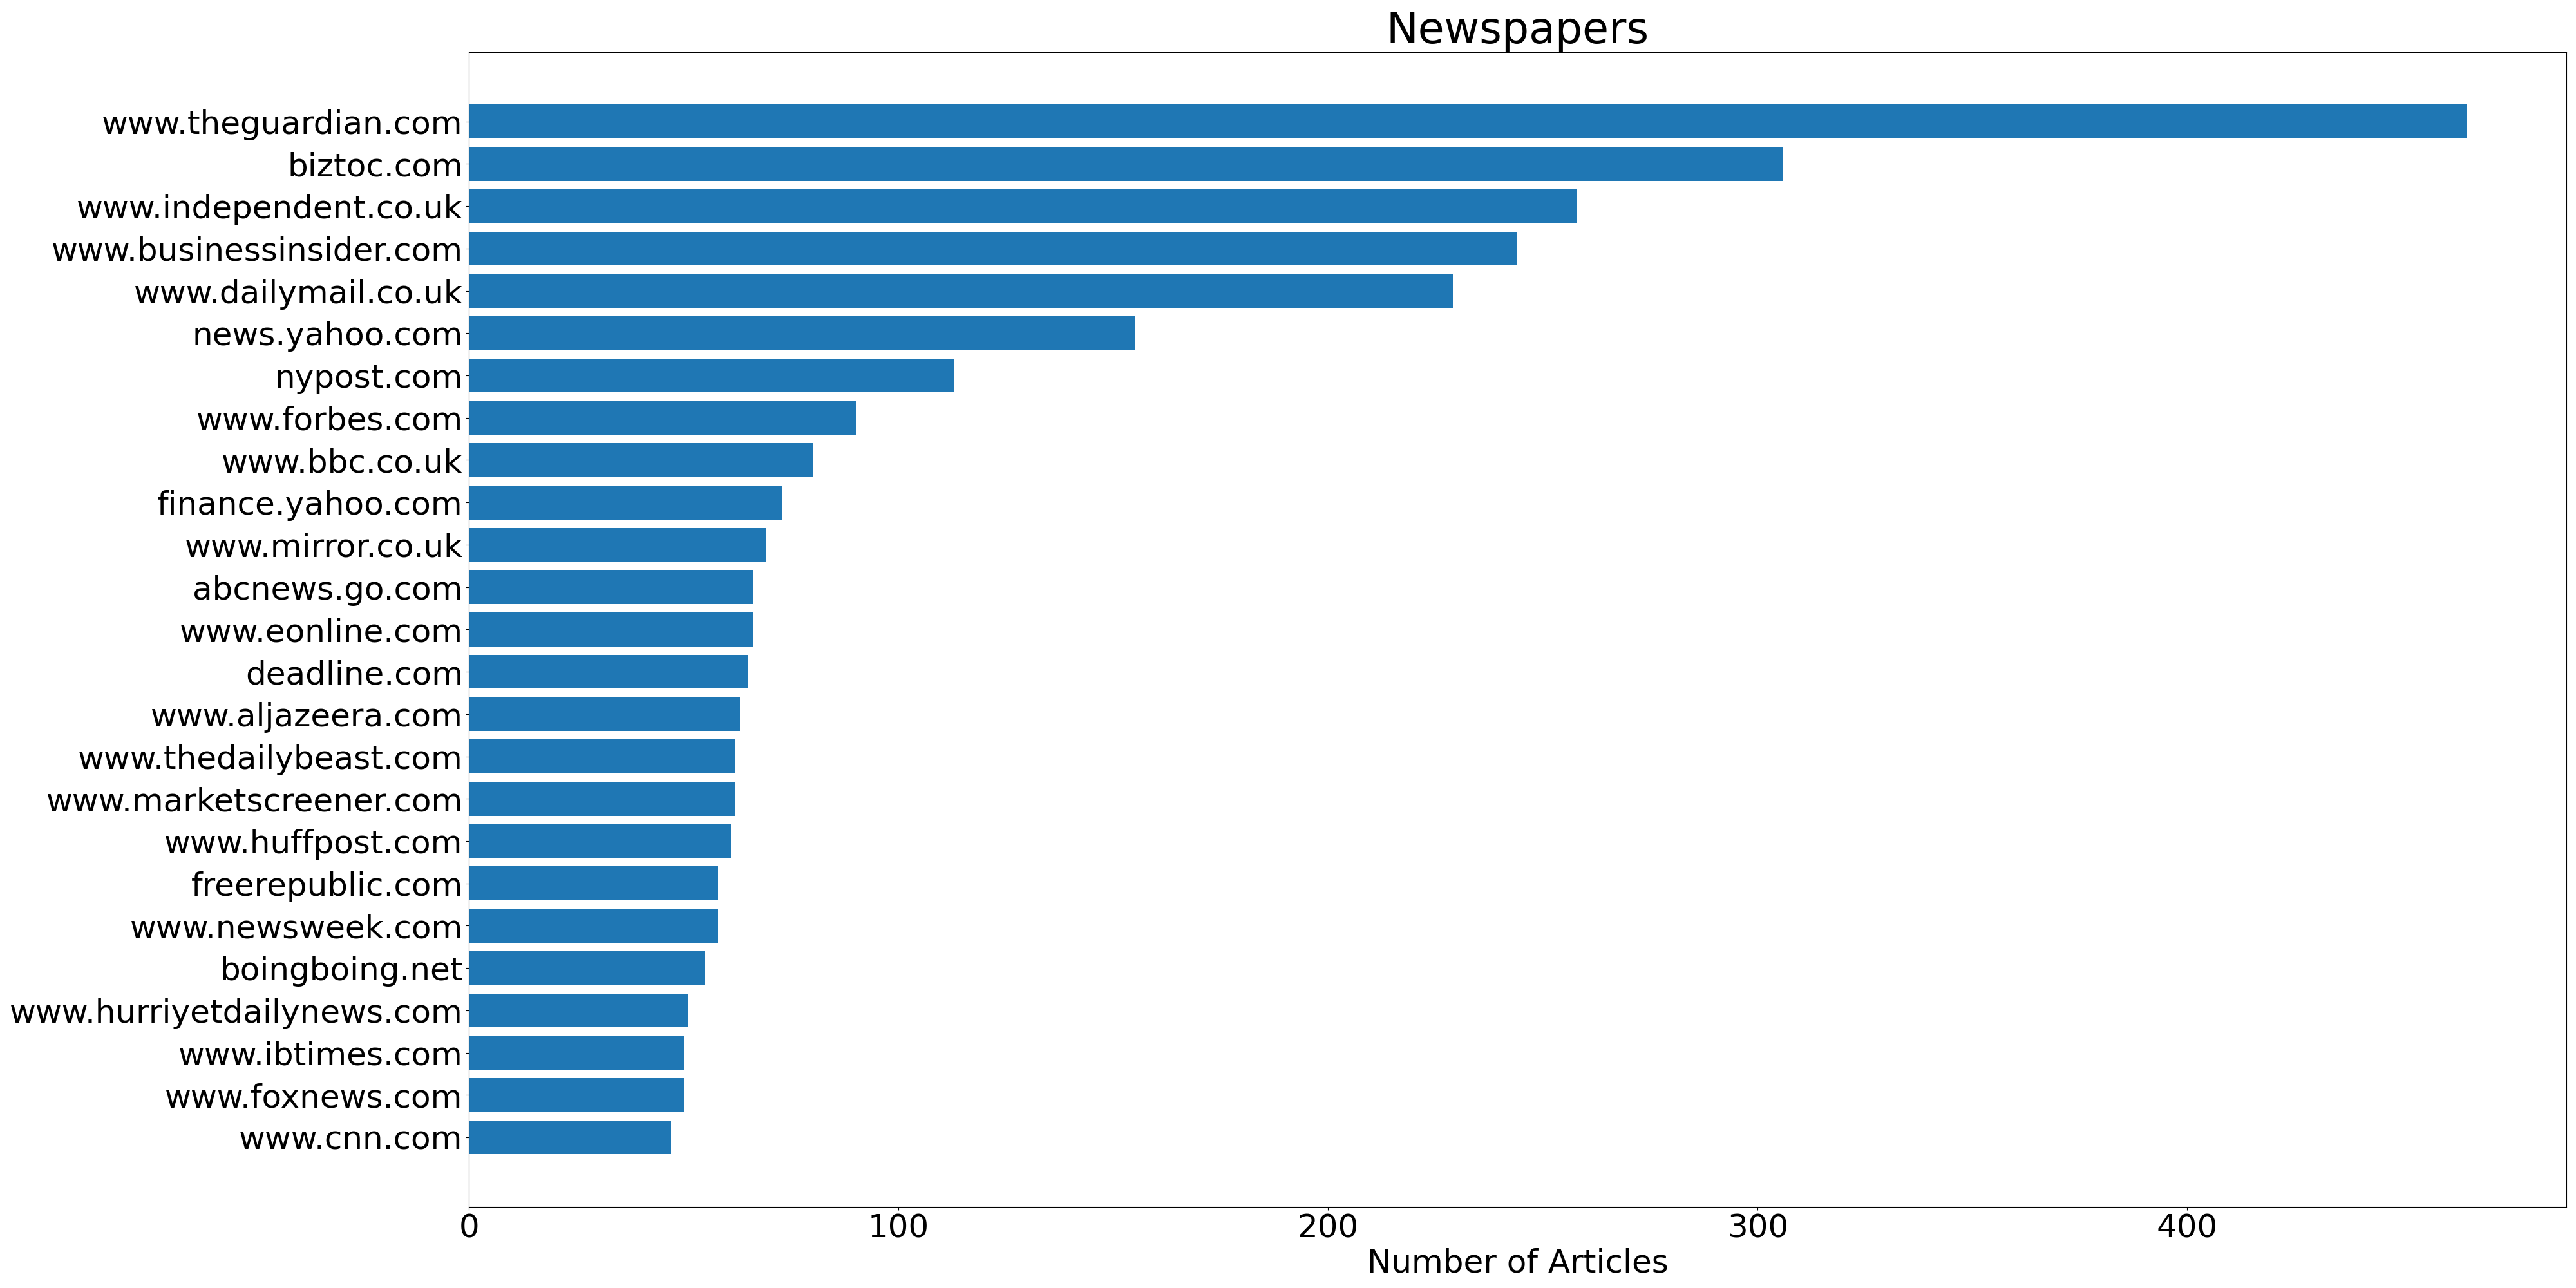 Newspapers
www.theguardian.com
biztoc.com
www.independent.co.uk
www.businessinsider.com
www.dailymail.co.uk
news.yahoo.com
nypost.com
www.forbes.com
www.bbc.co.uk
finance.yahoo.com
www.mirror.co.uk
abcnews.go.com
www.eonline.com
deadline.com
www.aljazeera.com
www.thedailybeast.com
www.marketscreener.com
www.huffpost.com
freerepublic.com
www.newsweek.com
boingboing.net
www.hurriyetdailynews.com
www.ibtimes.com
www.foxnews.com
www.cnn.com
0 100 200 300 400
Number of Articles